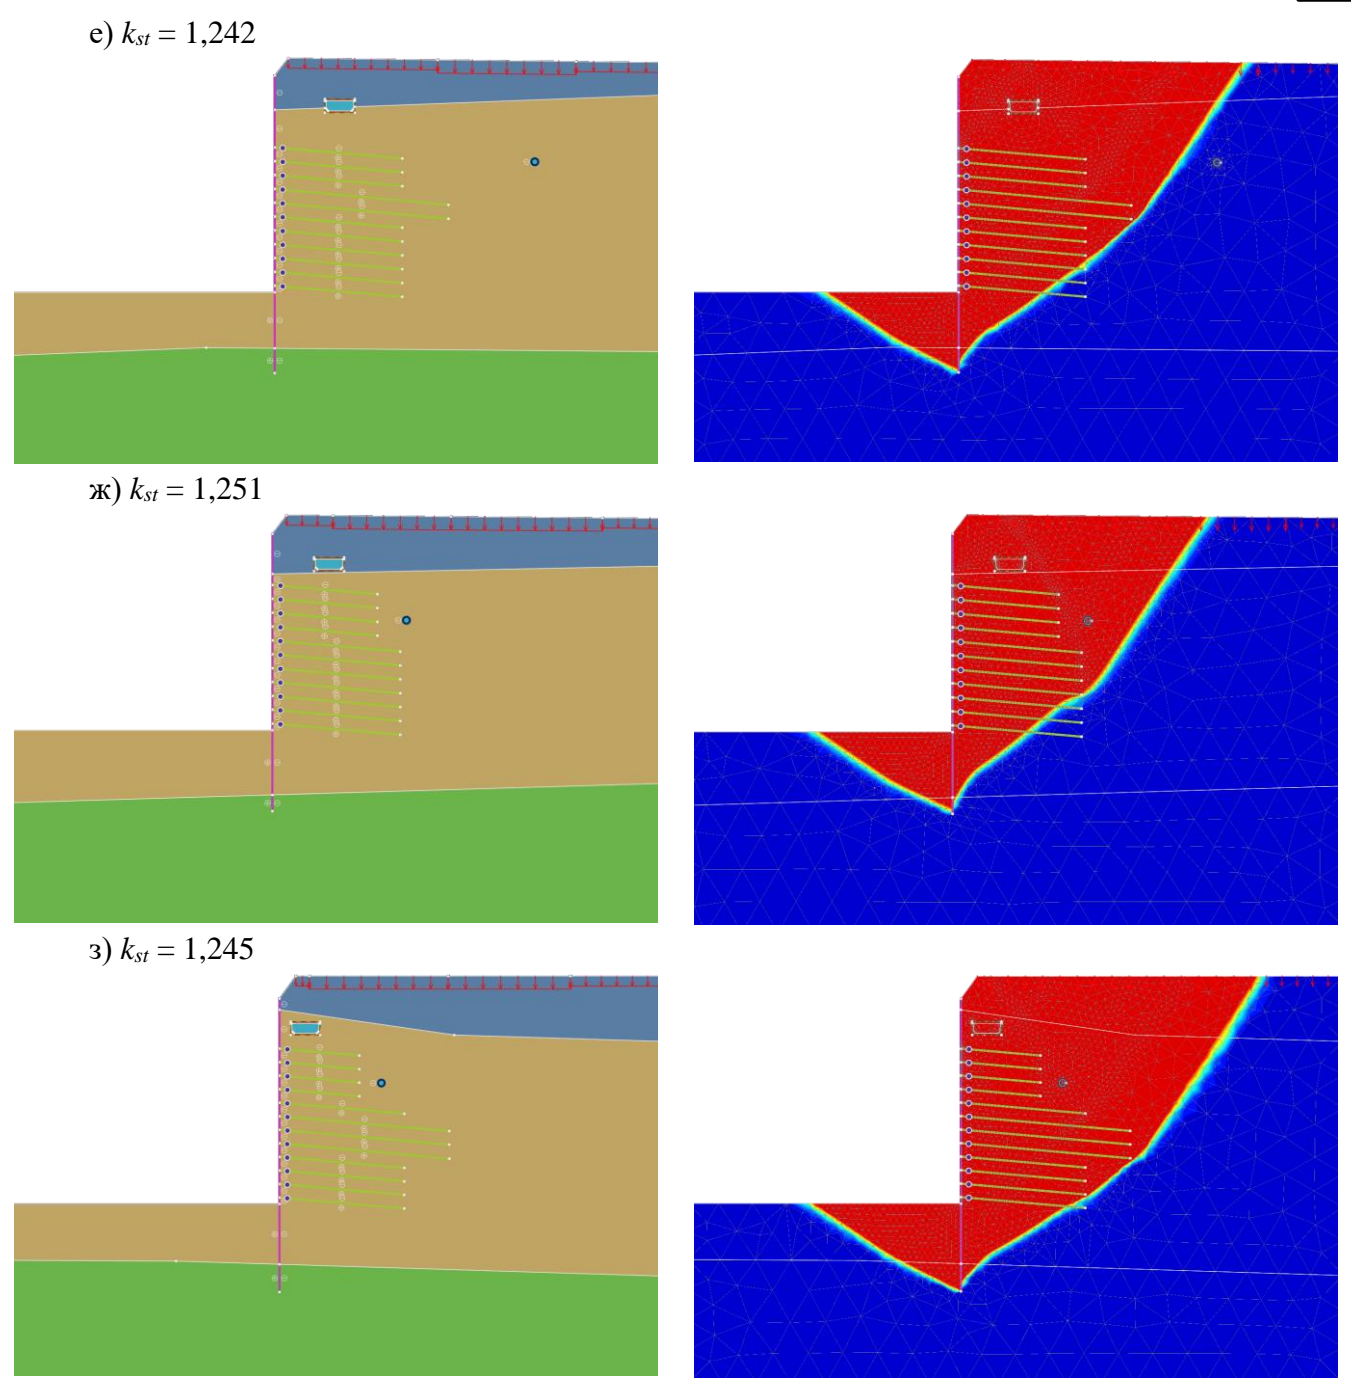 е) kst = 1,242
ж) kst = 1,251
з) kst = 1,245